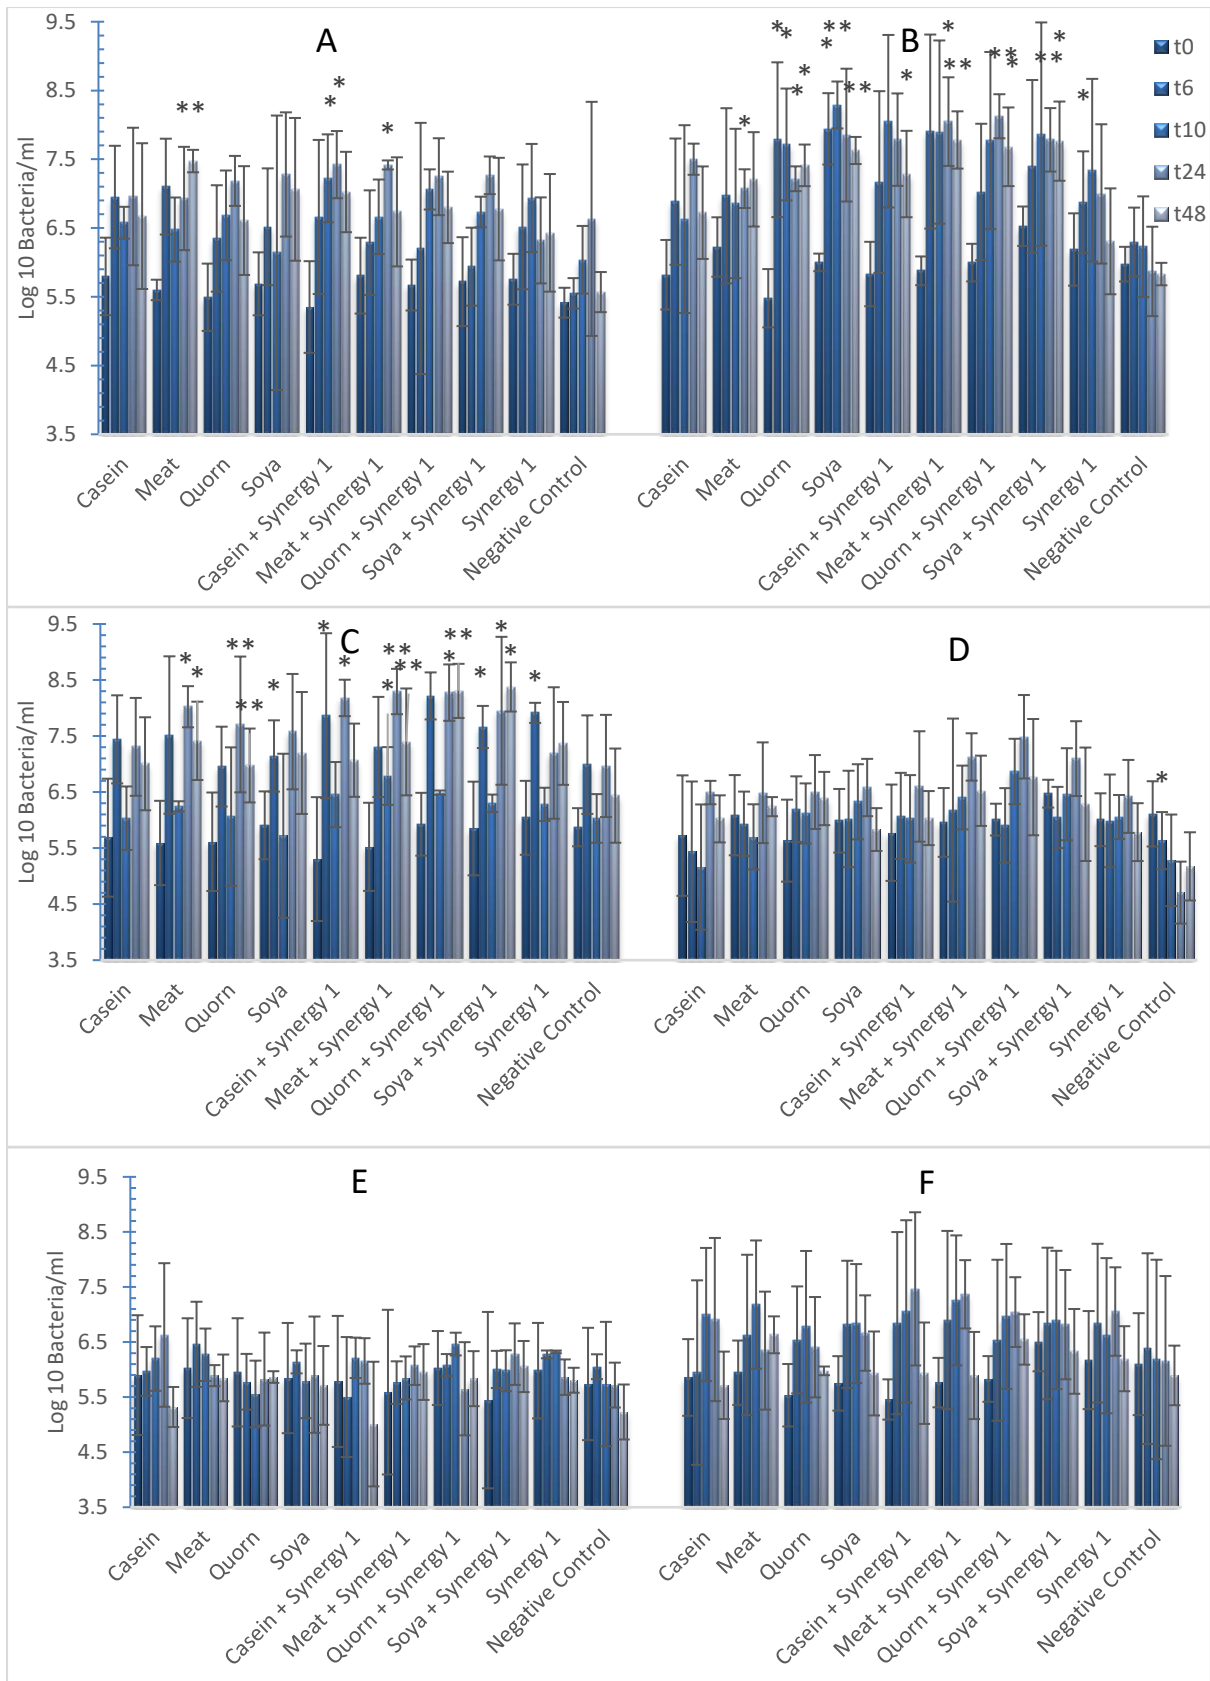 A
B
9.5
8.5
7.5
6.5
5.5
4.5
3.5
Log 10 Bacteria/ml
* *
* *
*
*
* *
* * *
* *
*
* *
*
*
* *
* * *
* *
*
*
t0
t6
t10
t24
t48
Casein
Meat
Quorn
Soya
Casein + Synergy 1
Meat + Synergy 1
Quorn + Synergy 1
Soya + Synergy 1
Synergy 1
Negative Control
Casein
Meat
Quorn
Soya
Casein + Synergy 1
Meat + Synergy 1
Quorn + Synergy 1
Soya + Synergy 1
Synergy 1
Negative Control
C
D
9.5
8.5
7.5
6.5
5.5
4.5
3.5
Log 10 Bacteria/ml
* *
* *
* *
*
* *
* *
* *
*
* *
*
* *
*
*
*
Casein
Meat
Quorn
Soya
Casein + Synergy 1
Meat + Synergy 1
Quorn + Synergy 1
Soya + Synergy 1
Synergy 1
Negative Control
Casein
Meat
Quorn
Soya
Casein + Synergy 1
Meat + Synergy 1
Quorn + Synergy 1
Soya + Synergy 1
Synergy 1
Negative Control
E
F
9.5
8.5
7.5
6.5
5.5
4.5
3.5
Log 10 Bacteria/ml
Casein
Meat
Quorn
Soya
Casein + Synergy 1
Meat + Synergy 1
Quorn + Synergy 1
Soya + Synergy 1
Synergy 1
Negative Control
Casein
Meat
Quorn
Soya
Casein + Synergy 1
Meat + Synergy 1
Quorn + Synergy 1
Soya + Synergy 1
Synergy 1
Negative Control